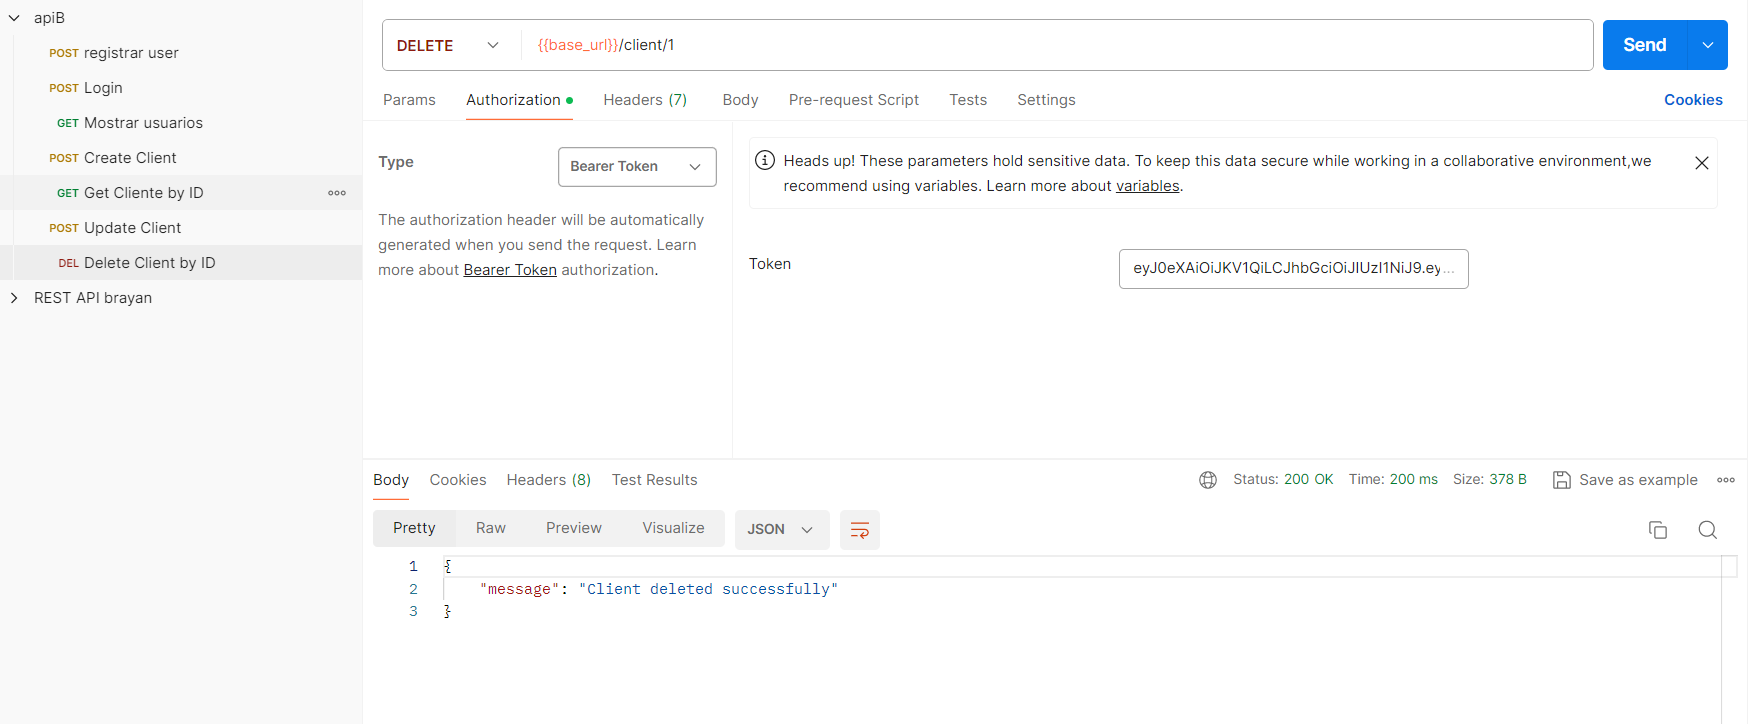 apiB
POST registrar user
POST Login
GET Mostrar usuarios
POST Create Client
GET Get Cliente by ID
POST Update Client
DEL Delete Client by ID
REST API brayan
DELETE {{base_url}}/client/1 Send
Params Authorization Headers (7) Body Pre-request Script Tests Settings Cookies
Type Bearer Token
The authorization header will be automatically
generated when you send the request. Learn
more about Bearer Token authorization.
Heads up! These parameters hold sensitive data. To keep this data secure while working in a collaborative environment,we
recommend using variables. Learn more about variables.
Token eyJ0eXAiOiJKV1QiLCJhbGciOiJIUzI1NiJ9.ey...
Body Cookies Headers (8) Test Results Status: 200 OK Time: 200 ms Size: 378 B Save as example
Pretty Raw Preview Visualize JSON
1 {
2 "message": "Client deleted successfully"
3 }